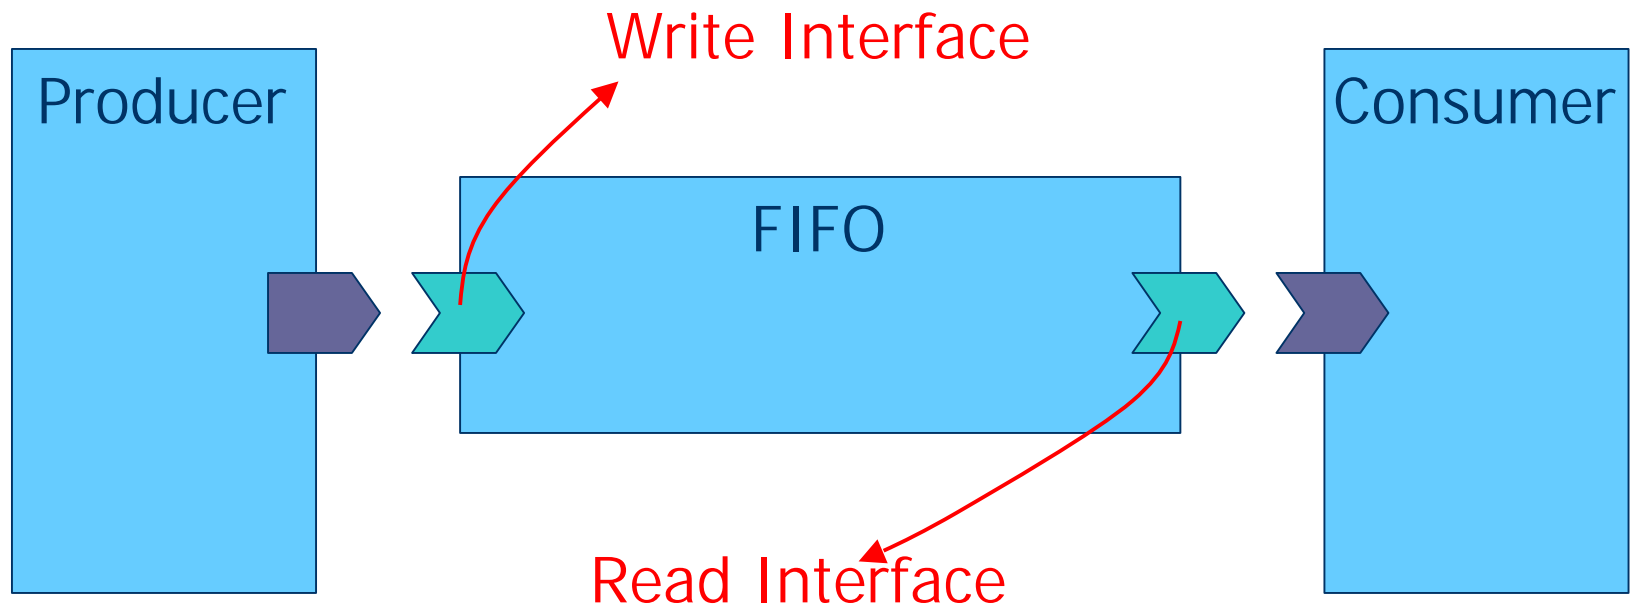 Write Interface
Producer
Consumer
FIFO
Read Interface